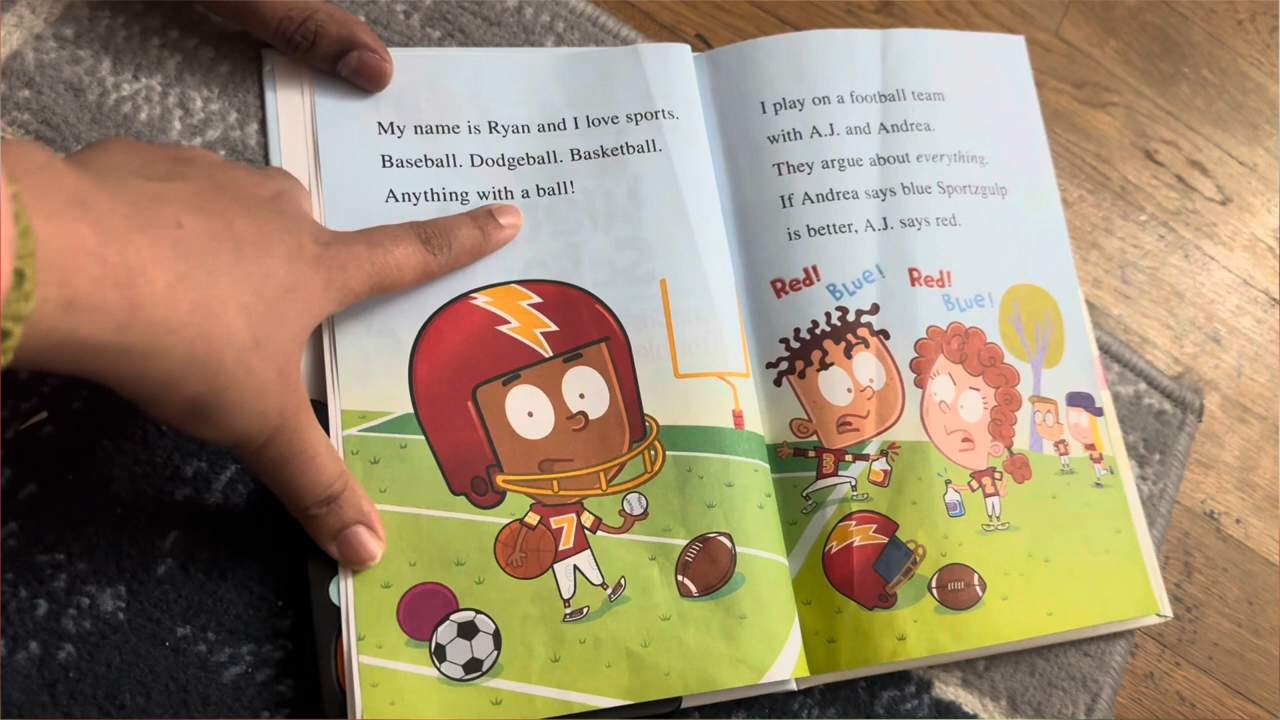 My name is Ryan and I love sports.
Baseball. Dodgeball. Basketball.
Anything with a ball!
I play on a football team
with A.J. and Andrea.
They argue about everything.
If Andrea says blue Sportzgulp
is better, A.J. says red.
Red! Blue! Red! Blue!
7
3
2